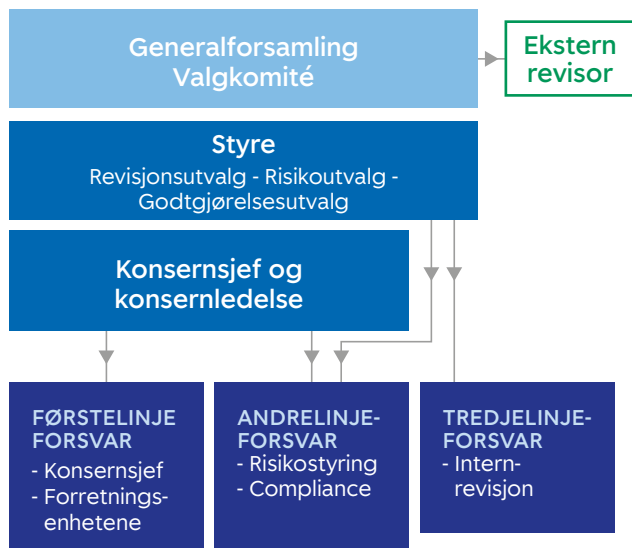 Generalforsamling
Valgkomité
Ekstern
revisor
Styre
Revisjonsutvalg - Risikoutvalg -
Godtgjørelsesutvalg
Konsernsjef og
konsernledelse
FØRSTELINJE
FORSVAR
- Konsernsjef
- Forretnings-
enhetene
ANDRELINJE-
FORSVAR
- Risikostyring
- Compliance
TREDJELINJE-
FORSVAR
- Intern-
revisjon